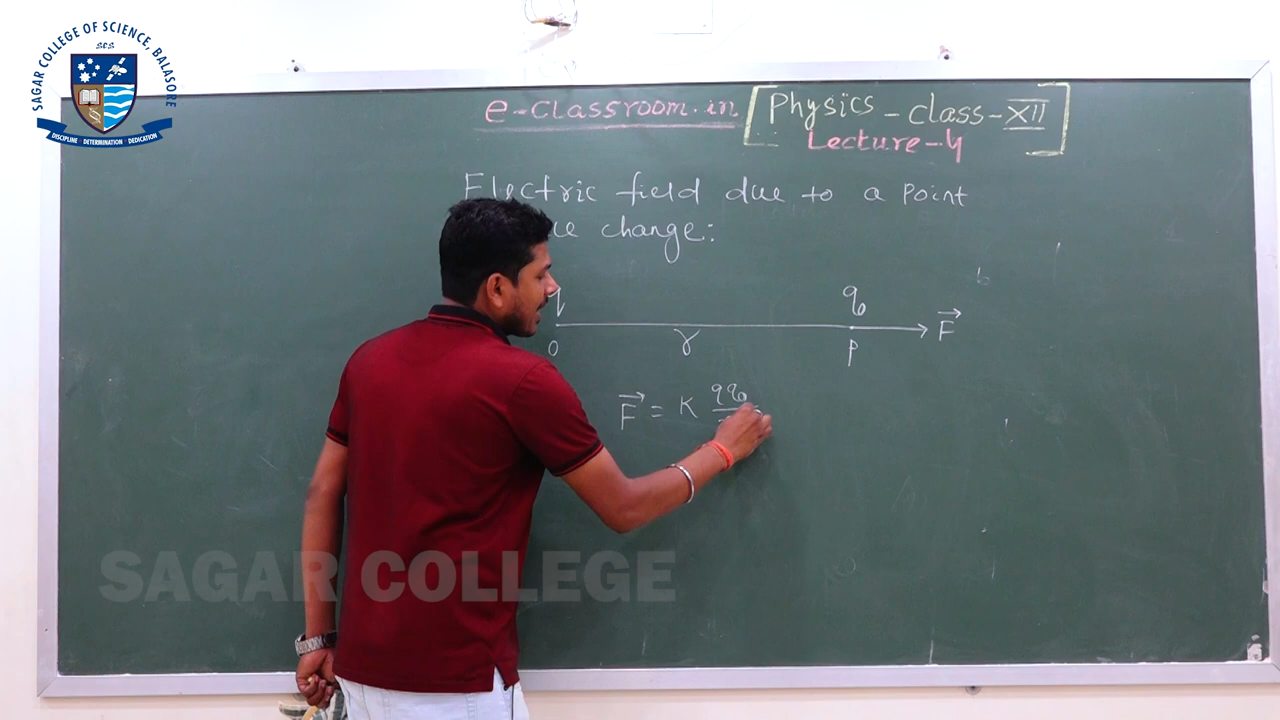 SAGAR COLLEGE OF SCIENCE, BALASORE
SCS
DISCIPLINE · DETERMINATION · DEDICATION
e-classroom.in [Physics - class - XII]
Lecture-4
Electric field due to a point
change:
q q₀
O r P F⃗
F⃗ = K qq₀
SAGAR COLLEGE